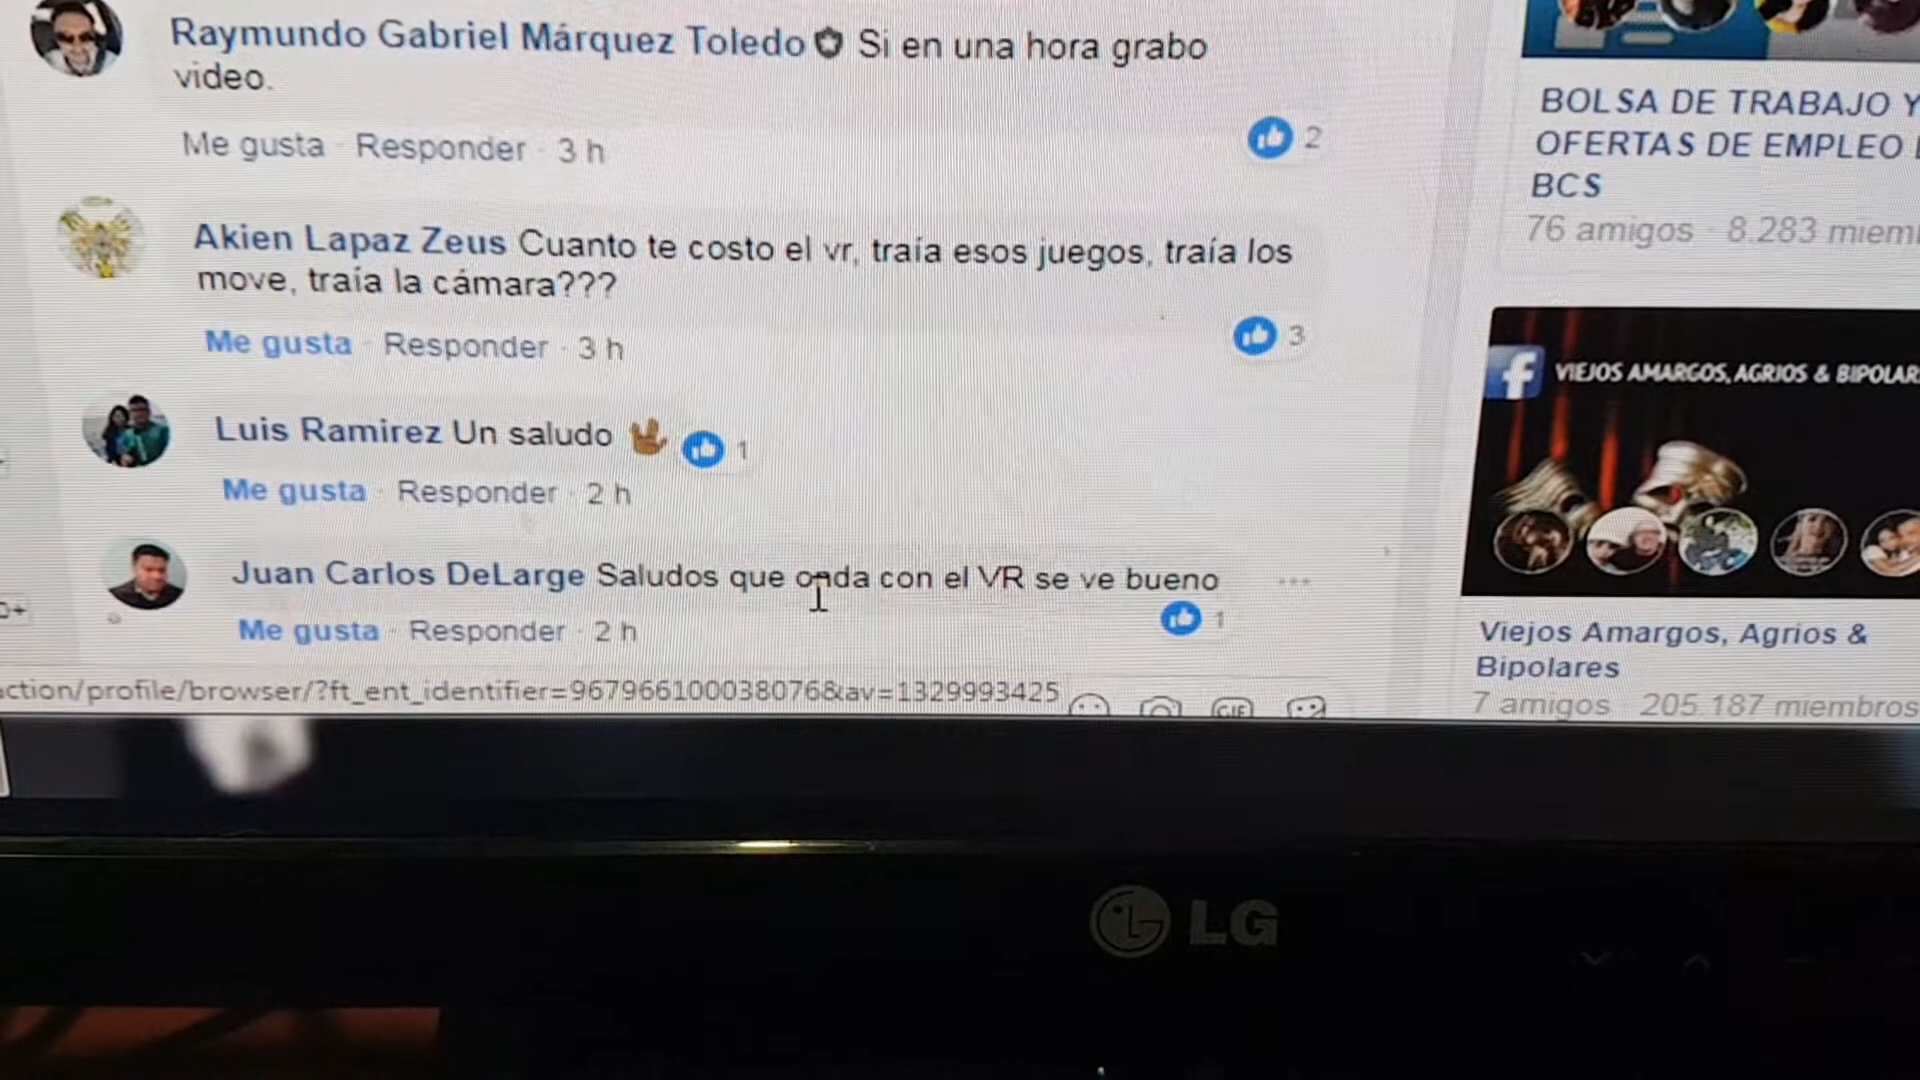 Raymundo Gabriel Márquez Toledo Si en una hora grabo
video.
Me gusta · Responder · 3 h
2
Akien Lapaz Zeus Cuanto te costo el vr, traía esos juegos, traía los
move, traía la cámara???
Me gusta · Responder · 3 h
3
Luis Ramirez Un saludo 🖖🏾 1
Me gusta · Responder · 2 h
Juan Carlos DeLarge Saludos que onda con el VR se ve bueno
Me gusta · Responder · 2 h
1
ction/profile/browser/?ft_ent_identifier=967966100038076&av=1329993425
GIF
BOLSA DE TRABAJO Y
OFERTAS DE EMPLEO
BCS
76 amigos · 8.283 miem
VIEJOS AMARGOS, AGRIOS & BIPOLAR
Viejos Amargos, Agrios &
Bipolares
7 amigos · 205.187 miembros
LG